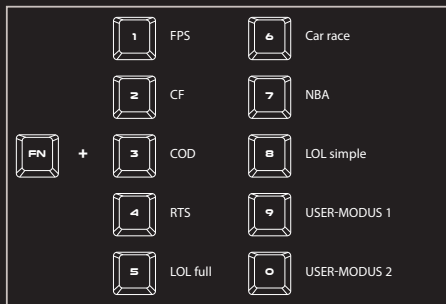 1 FPS 6 Car race
2 CF 7 NBA
FN + 3 COD 8 LOL simple
4 RTS 9 USER-MODUS 1
5 LOL full 0 USER-MODUS 2